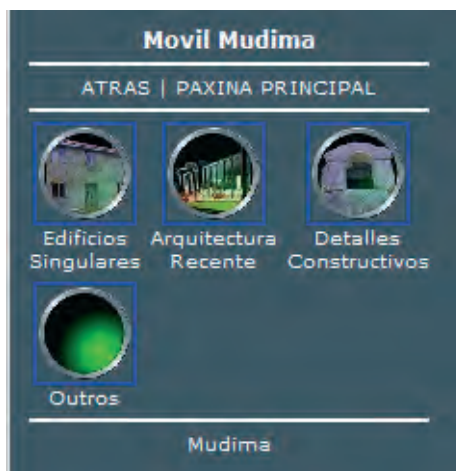 Movil Mudima
ATRAS | PAXINA PRINCIPAL
Edificios Singulares
Arquitectura Recente
Detalles Constructivos
Outros
Mudima